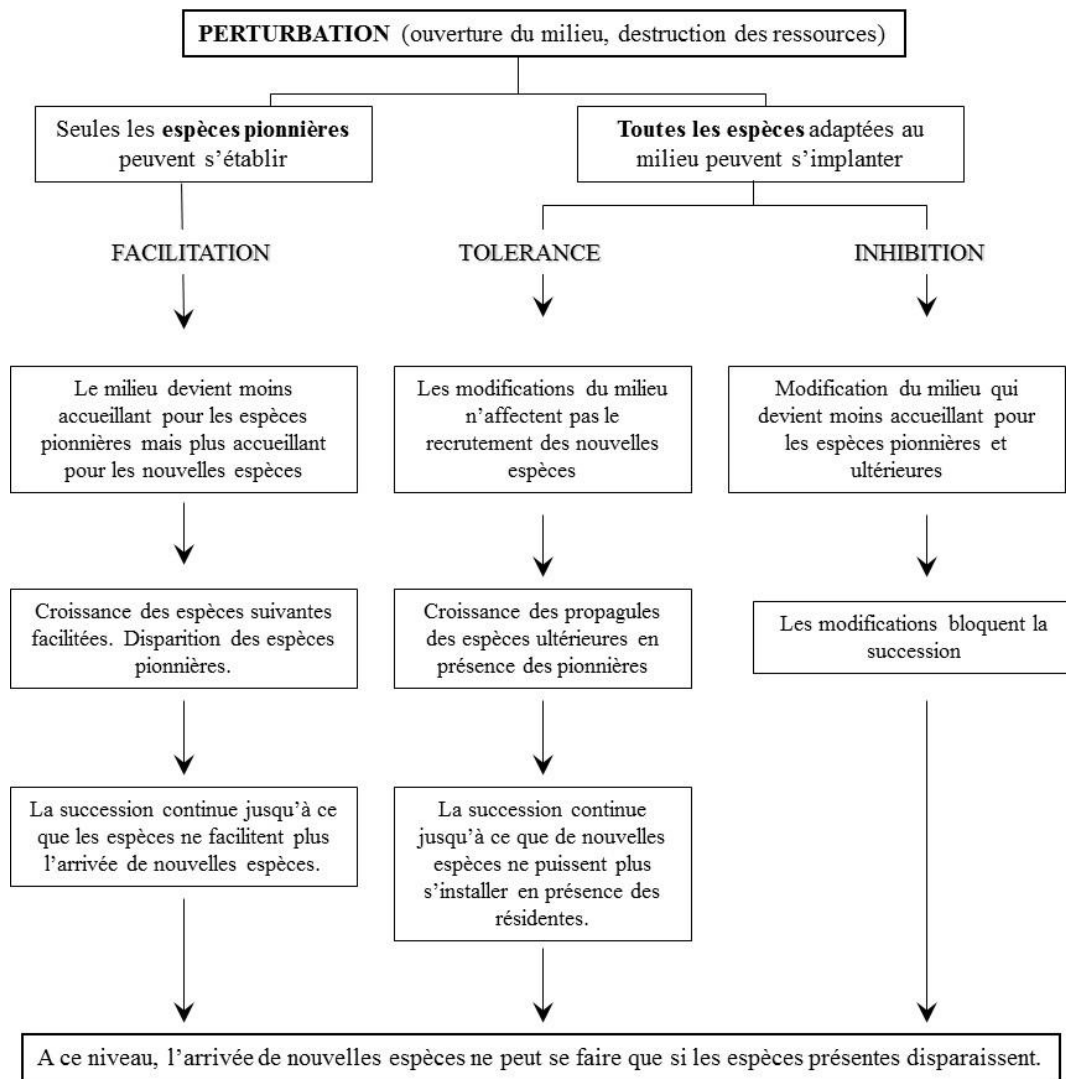 PERTURBATION (ouverture du milieu, destruction des ressources)
Seules les espèces pionnières
peuvent s’établir
Toutes les espèces adaptées au
milieu peuvent s’implanter
FACILITATION
TOLERANCE
INHIBITION
Le milieu devient moins
accueillant pour les espèces
pionnières mais plus accueillant
pour les nouvelles espèces
Les modifications du milieu
n’affectent pas le
recrutement des nouvelles
espèces
Modification du milieu qui
devient moins accueillant pour
les espèces pionnières et
ultérieures
Croissance des espèces suivantes
facilitées. Disparition des espèces
pionnières.
Croissance des propagules
des espèces ultérieures en
présence des pionnières
Les modifications bloquent la
succession
La succession continue jusqu’à ce
que les espèces ne facilitent plus
l’arrivée de nouvelles espèces.
La succession continue
jusqu’à ce que de nouvelles
espèces ne puissent plus
s’installer en présence des
résidentes.
A ce niveau, l’arrivée de nouvelles espèces ne peut se faire que si les espèces présentes disparaissent.